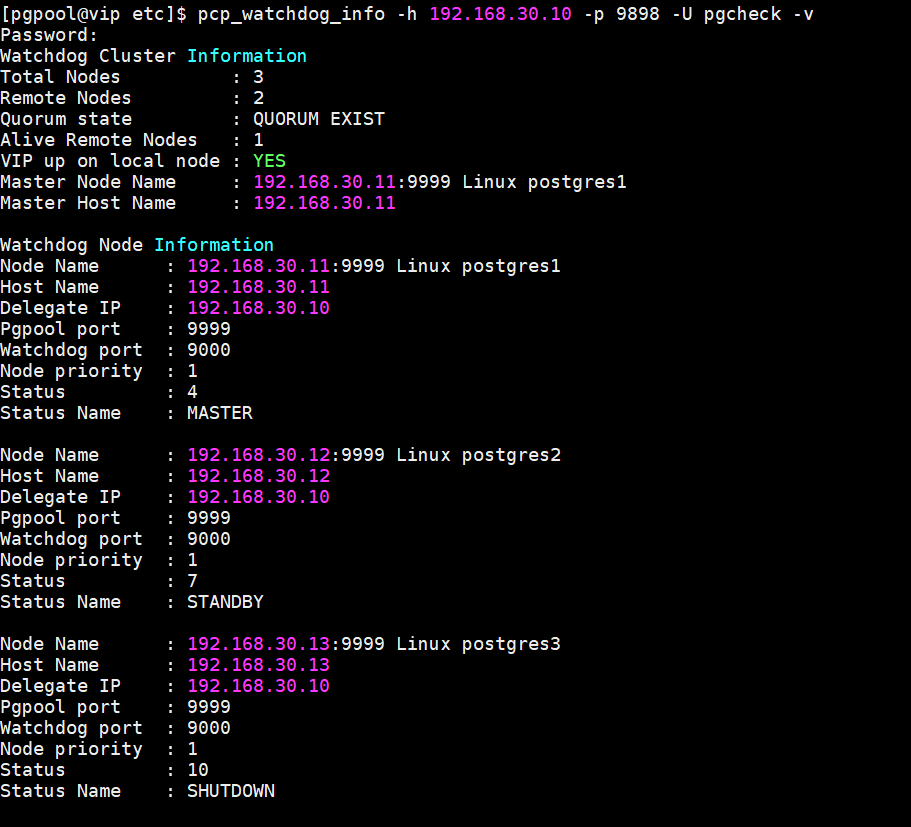 [pgpool@vip etc]$ pcp_watchdog_info -h 192.168.30.10 -p 9898 -U pgcheck -v
Password:
Watchdog Cluster Information
Total Nodes          : 3
Remote Nodes         : 2
Quorum state         : QUORUM EXIST
Alive Remote Nodes   : 1
VIP up on local node : YES
Master Node Name     : 192.168.30.11:9999 Linux postgres1
Master Host Name     : 192.168.30.11

Watchdog Node Information
Node Name      : 192.168.30.11:9999 Linux postgres1
Host Name      : 192.168.30.11
Delegate IP    : 192.168.30.10
Pgpool port    : 9999
Watchdog port  : 9000
Node priority  : 1
Status         : 4
Status Name    : MASTER

Node Name      : 192.168.30.12:9999 Linux postgres2
Host Name      : 192.168.30.12
Delegate IP    : 192.168.30.10
Pgpool port    : 9999
Watchdog port  : 9000
Node priority  : 1
Status         : 7
Status Name    : STANDBY

Node Name      : 192.168.30.13:9999 Linux postgres3
Host Name      : 192.168.30.13
Delegate IP    : 192.168.30.10
Pgpool port    : 9999
Watchdog port  : 9000
Node priority  : 1
Status         : 10
Status Name    : SHUTDOWN